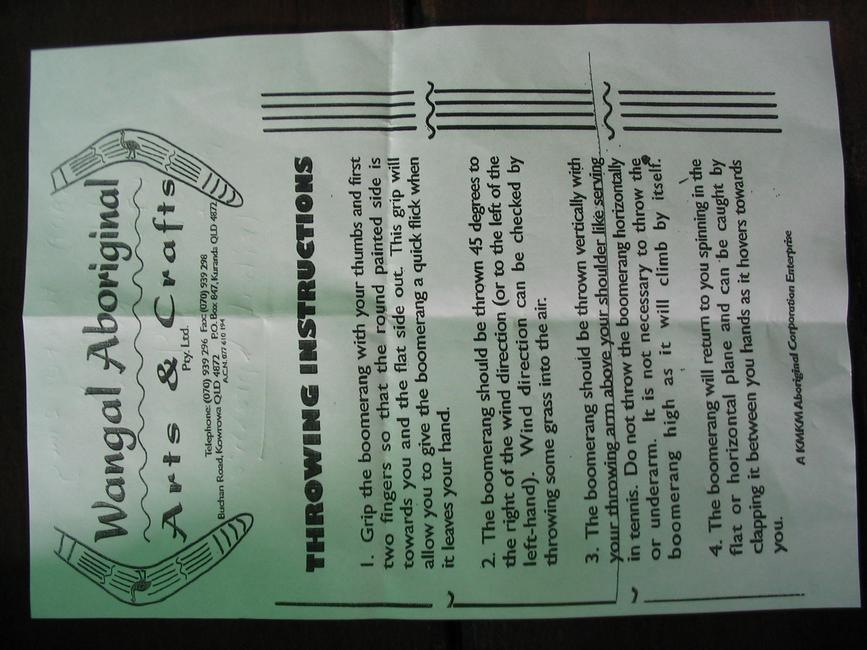 Wangal Aboriginal
Arts & Crafts
Pty. Ltd.
Telephone: (070) 939 296 Fax: (070) 939 298
Buchan Road, Kowrowa QLD 4872 P.O. Box 847, Kuranda QLD 4872
A.C.N. 077 610 194
THROWING INSTRUCTIONS
1. Grip the boomerang with your thumbs and first
two fingers so that the round painted side is
towards you and the flat side out. This grip will
allow you to give the boomerang a quick flick when
it leaves your hand.
2. The boomerang should be thrown 45 degrees to
the right of the wind direction (or to the left of the
left-hand). Wind direction can be checked by
throwing some grass into the air.
3. The boomerang should be thrown vertically with
your throwing arm above your shoulder like serving
in tennis. Do not throw the boomerang horizontally
or underarm. It is not necessary to throw the
boomerang high as it will climb by itself.
4. The boomerang will return to you spinning in the
flat or horizontal plane and can be caught by
clapping it between you hands as it hovers towards
you.
A KMKM Aboriginal Corporation Enterprise